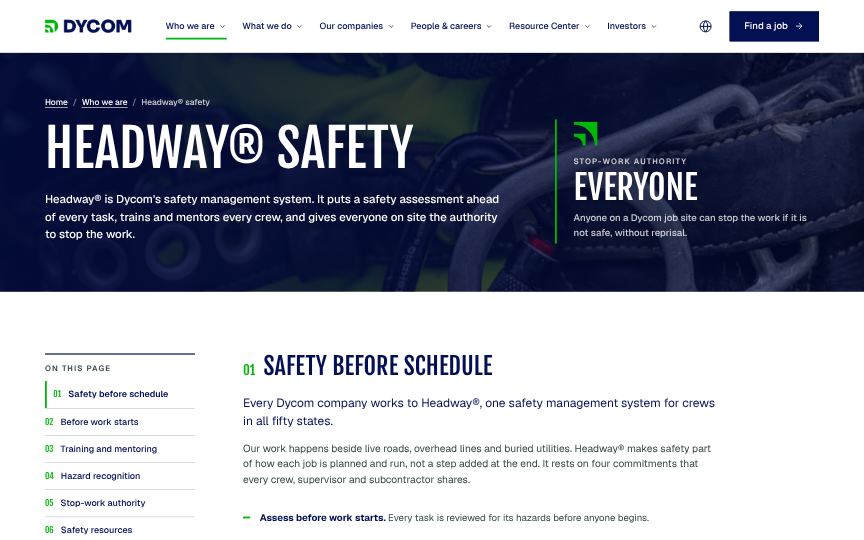 DYCOM
Who we are
What we do
Our companies
People & careers
Resource Center
Investors
Find a job
Home / Who we are / Headway® safety
HEADWAY® SAFETY
Headway® is Dycom's safety management system. It puts a safety assessment ahead
of every task, trains and mentors every crew, and gives everyone on site the authority
to stop the work.
STOP-WORK AUTHORITY
EVERYONE
Anyone on a Dycom job site can stop the work if it is
not safe, without reprisal.
ON THIS PAGE
01 Safety before schedule
02 Before work starts
03 Training and mentoring
04 Hazard recognition
05 Stop-work authority
06 Safety resources
01 SAFETY BEFORE SCHEDULE
Every Dycom company works to Headway®, one safety management system for crews
in all fifty states.
Our work happens beside live roads, overhead lines and buried utilities. Headway® makes safety part
of how each job is planned and run, not a step added at the end. It rests on four commitments that
every crew, supervisor and subcontractor shares.
Assess before work starts. Every task is reviewed for its hazards before anyone begins.